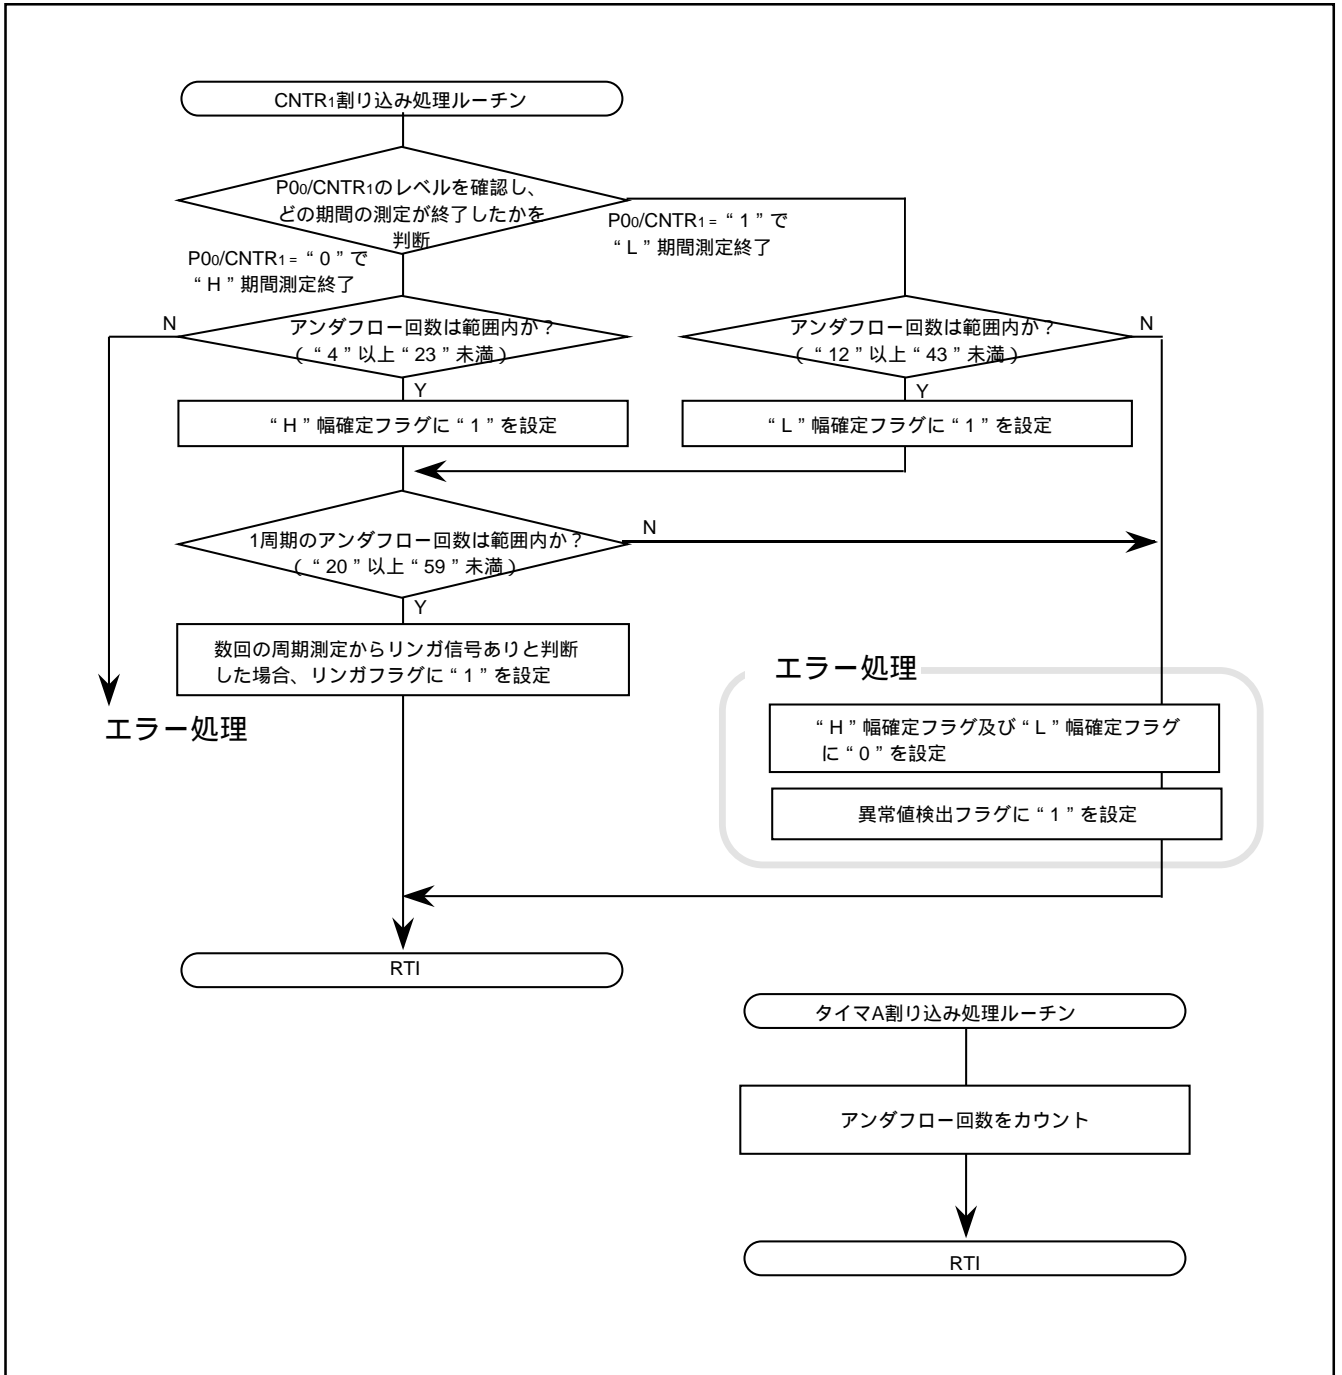 CNTR1割り込み処理ルーチン
P00/CNTR1のレベルを確認し、
どの期間の測定が終了したかを
判断
P00/CNTR1 = “ 1 ” で
“ L ” 期間測定終了
P00/CNTR1 = “ 0 ” で
“ H ” 期間測定終了
N
アンダフロー回数は範囲内か？
（ “ 4 ” 以上 “ 23 ” 未満 ）
Y
アンダフロー回数は範囲内か？
（ “ 12 ” 以上 “ 43 ” 未満 ）
N
Y
“ H ” 幅確定フラグに “ 1 ” を設定
“ L ” 幅確定フラグに “ 1 ” を設定
1周期のアンダフロー回数は範囲内か？
（ “ 20 ” 以上 “ 59 ” 未満 ）
N
Y
数回の周期測定からリンガ信号ありと判断
した場合、リンガフラグに “ 1 ” を設定
エラー処理
エラー処理
“ H ” 幅確定フラグ及び “ L ” 幅確定フラグ
に “ 0 ” を設定
異常値検出フラグに “ 1 ” を設定
RTI
タイマA割り込み処理ルーチン
アンダフロー回数をカウント
RTI